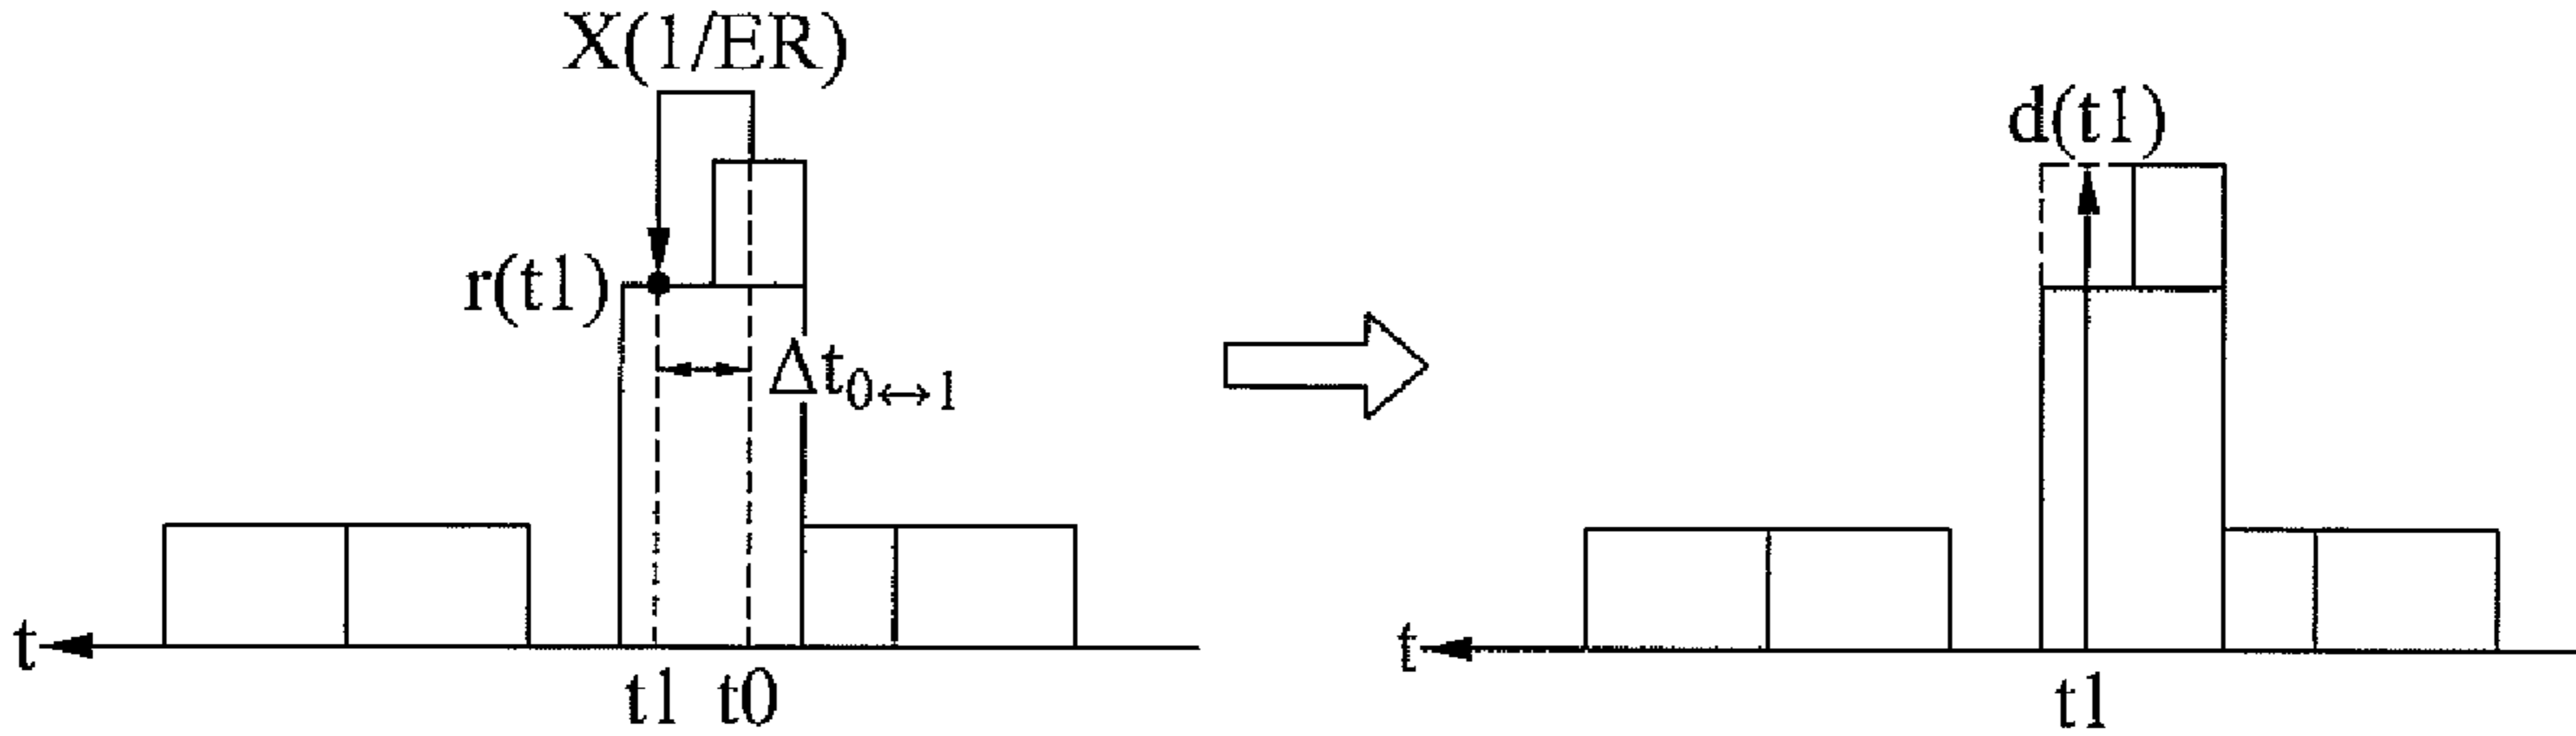 X(1/ER)
d(t1)
r(t1)
Δt₀↔₁
t
t
t1
t0
t1